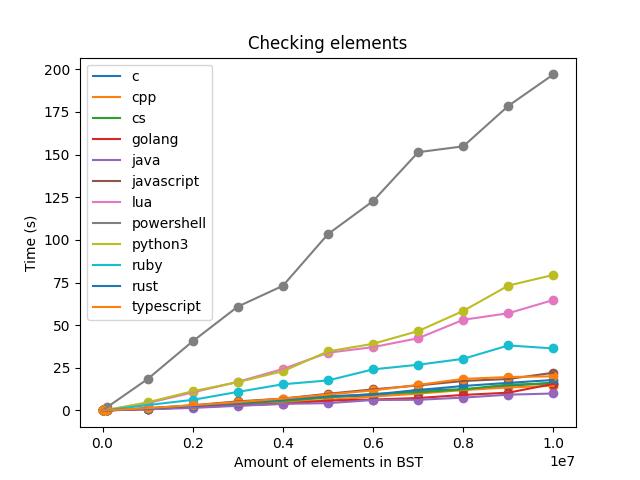 Checking elements
200
175
150
125
100
75
50
25
0
Time (s)
c
cpp
cs
golang
java
javascript
lua
powershell
python3
ruby
rust
typescript
0.0 0.2 0.4 0.6 0.8 1.0
1e7
Amount of elements in BST